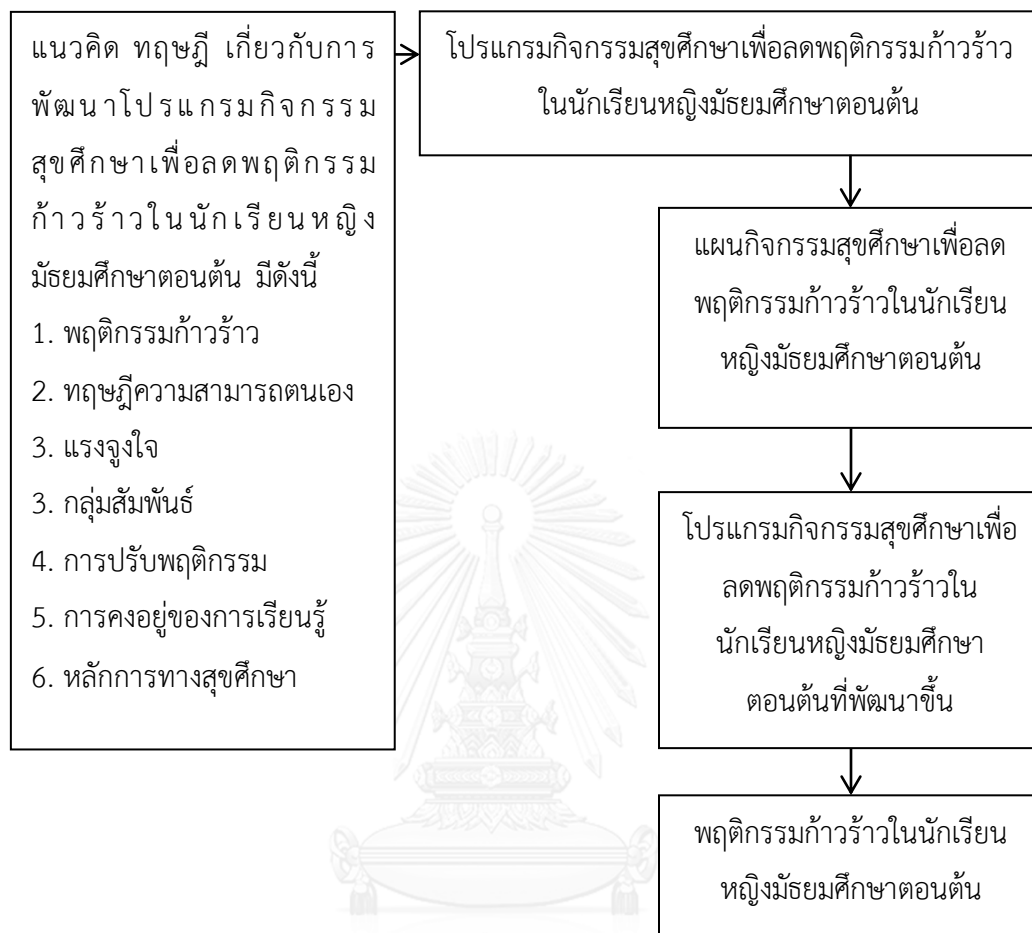 แนวคิด ทฤษฎี เกี่ยวกับการ
พัฒนาโปรแกรมกิจกรรม
สุขศึกษาเพื่อลดพฤติกรรม
ก้าวร้าวในนักเรียนหญิง
มัธยมศึกษาตอนต้น มีดังนี้
1. พฤติกรรมก้าวร้าว
2. ทฤษฎีความสามารถตนเอง
3. แรงจูงใจ
3. กลุ่มสัมพันธ์
4. การปรับพฤติกรรม
5. การคงอยู่ของการเรียนรู้
6. หลักการทางสุขศึกษา
โปรแกรมกิจกรรมสุขศึกษาเพื่อลดพฤติกรรมก้าวร้าว
ในนักเรียนหญิงมัธยมศึกษาตอนต้น
แผนกิจกรรมสุขศึกษาเพื่อลด
พฤติกรรมก้าวร้าวในนักเรียน
หญิงมัธยมศึกษาตอนต้น
โปรแกรมกิจกรรมสุขศึกษาเพื่อ
ลดพฤติกรรมก้าวร้าวใน
นักเรียนหญิงมัธยมศึกษา
ตอนต้นที่พัฒนาขึ้น
พฤติกรรมก้าวร้าวในนักเรียน
หญิงมัธยมศึกษาตอนต้น